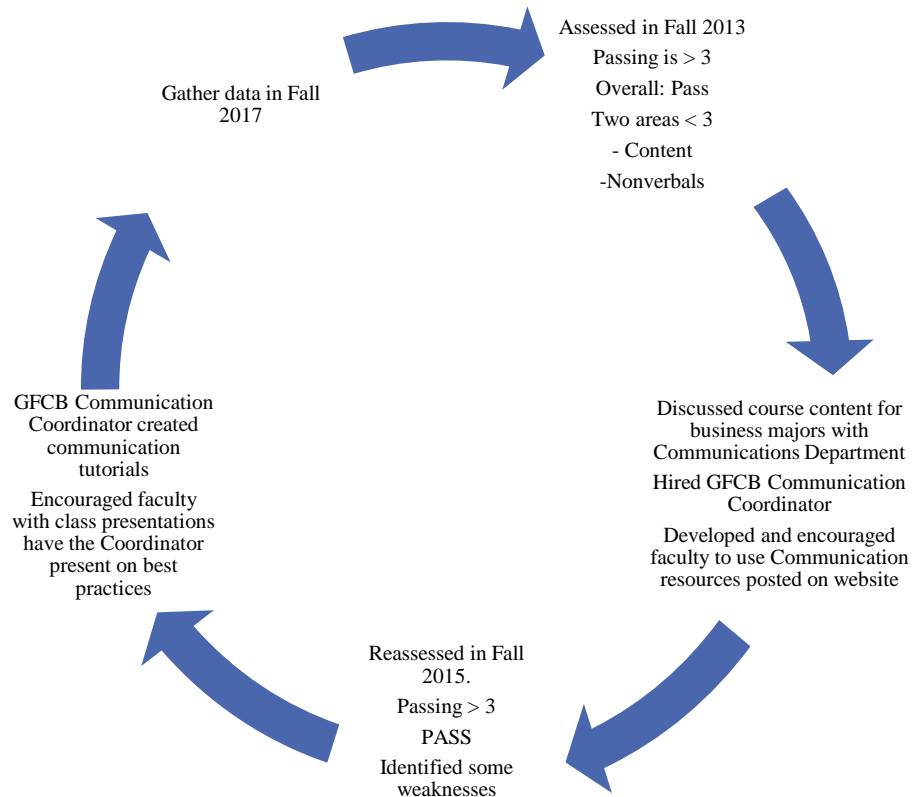 Assessed in Fall 2013
Passing is > 3
Overall: Pass
Two areas < 3
- Content
-Nonverbals
Discussed course content for
business majors with
Communications Department
Hired GFCB Communication
Coordinator
Developed and encouraged
faculty to use Communication
resources posted on website
Reassessed in Fall
2015.
Passing > 3
PASS
Identified some
weaknesses
GFCB Communication
Coordinator created
communication
tutorials
Encouraged faculty
with class presentations
have the Coordinator
present on best
practices
Gather data in Fall
2017